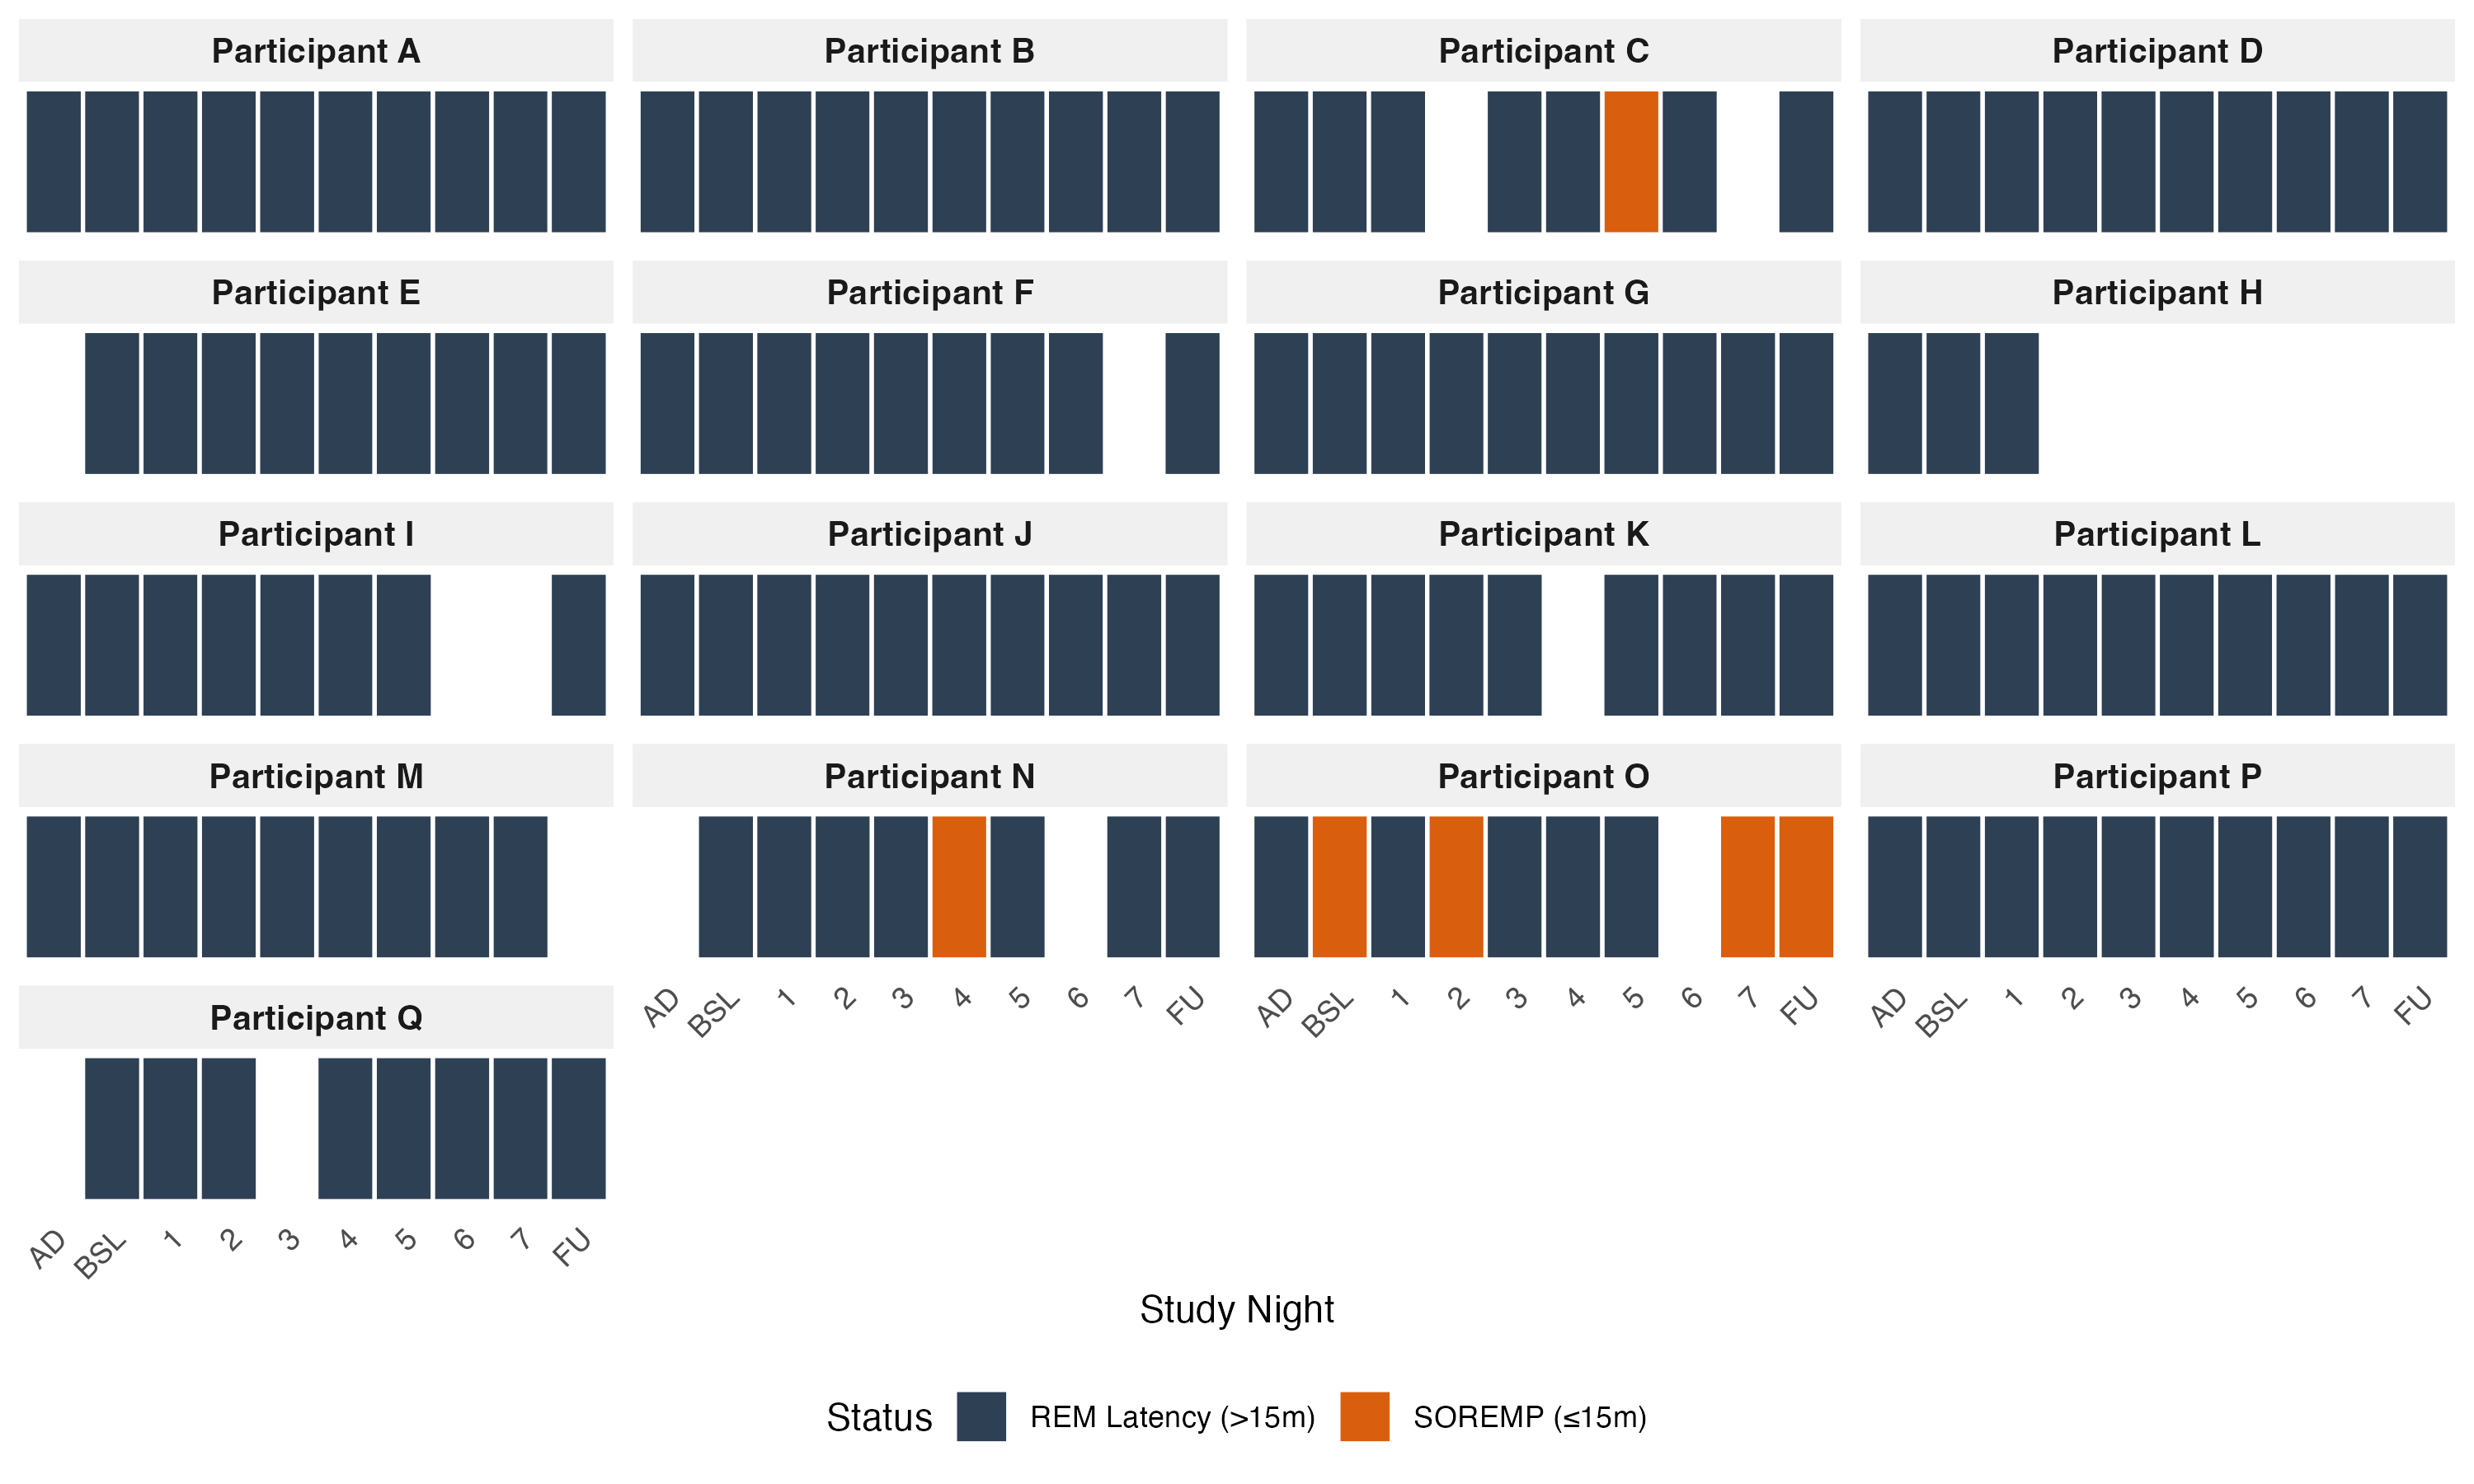 Participant A
Participant B
Participant C
Participant D
Participant E
Participant F
Participant G
Participant H
Participant I
Participant J
Participant K
Participant L
Participant M
Participant N
Participant O
Participant P
AD BSL 1 2 3 4 5 6 7 FU
AD BSL 1 2 3 4 5 6 7 FU
AD BSL 1 2 3 4 5 6 7 FU
Participant Q
AD BSL 1 2 3 4 5 6 7 FU
Study Night
Status REM Latency (>15m) SOREMP (≤15m)